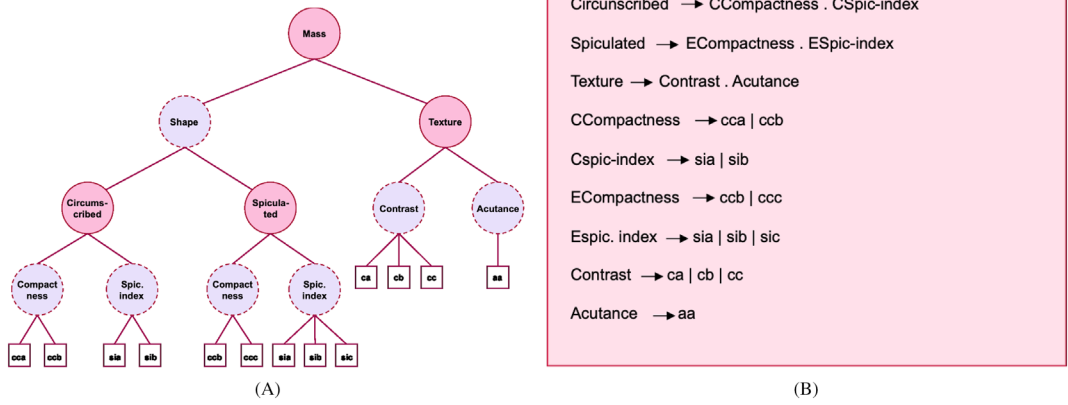 Mass
Shape
Texture
Circums-
cribed
Spicula-
ted
Contrast
Acutance
ca
cb
cc
aa
Compact
ness
Spic.
index
Compact
ness
Spic.
index
cca
ccb
sia
sib
ccb
ccc
sia
sib
sic
(A)
Circunscribed → CCompactness . CSpic-index
Spiculated → ECompactness . ESpic-index
Texture → Contrast . Acutance
CCompactness → cca | ccb
Cspic-index → sia | sib
ECompactness → ccb | ccc
Espic. index → sia | sib | sic
Contrast → ca | cb | cc
Acutance → aa
(B)